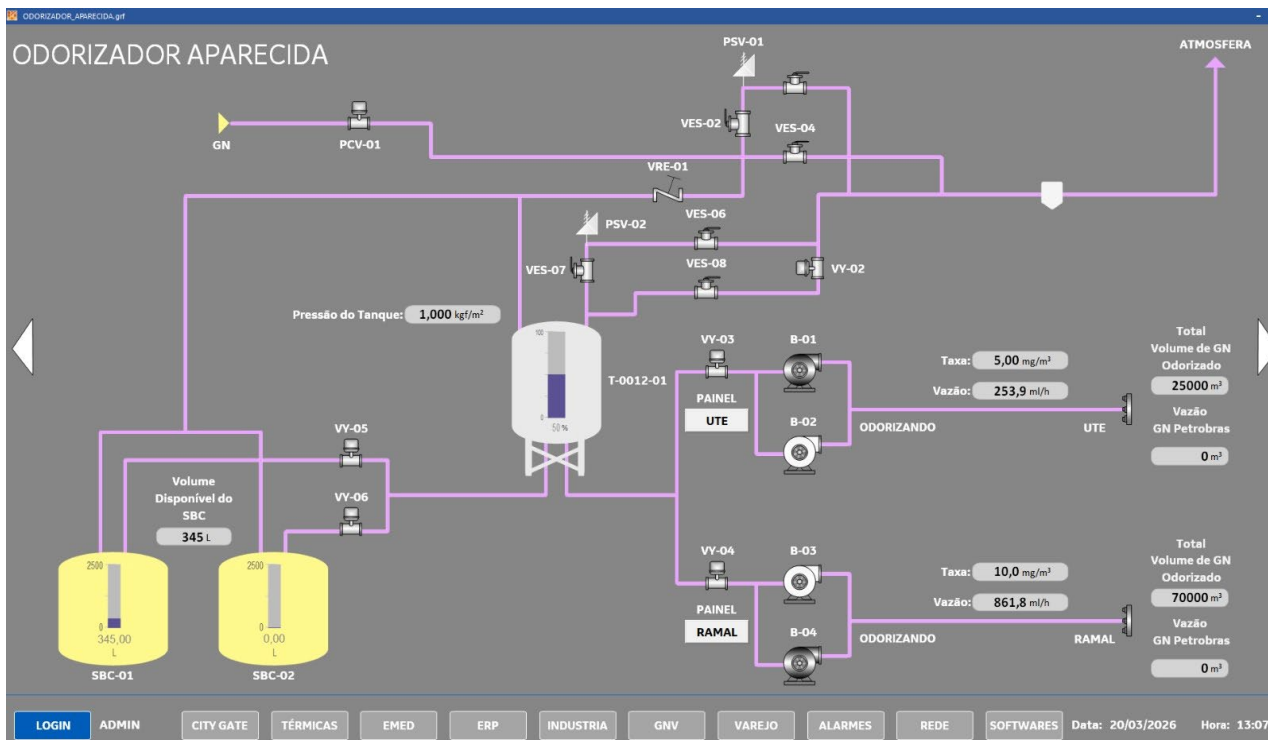 ODORIZADOR_APARECIDA.grf
ODORIZADOR APARECIDA
PSV-01
ATMOSFERA
GN
PCV-01
VES-02
VES-04
VRE-01
PSV-02
VES-06
VES-07
VES-08
VY-02
Pressão do Tanque: 1,000 kgf/m²
100
0
50 %
T-0012-01
VY-03
B-01
PAINEL
UTE
B-02
Taxa: 5,00 mg/m³
Vazão: 253,9 ml/h
ODORIZANDO
UTE
Total
Volume de GN
Odorizado
25000 m³
Vazão
GN Petrobras
0 m³
VY-05
VY-06
Volume
Disponível do
SBC
345 L
2500
0
345,00
L
SBC-01
2500
0
0,00
L
SBC-02
VY-04
B-03
PAINEL
RAMAL
B-04
Taxa: 10,0 mg/m³
Vazão: 861,8 ml/h
ODORIZANDO
RAMAL
Total
Volume de GN
Odorizado
70000 m³
Vazão
GN Petrobras
0 m³
LOGIN ADMIN CITY GATE TÉRMICAS EMED ERP INDUSTRIA GNV VAREJO ALARMES REDE SOFTWARES Data: 20/03/2026 Hora: 13:07